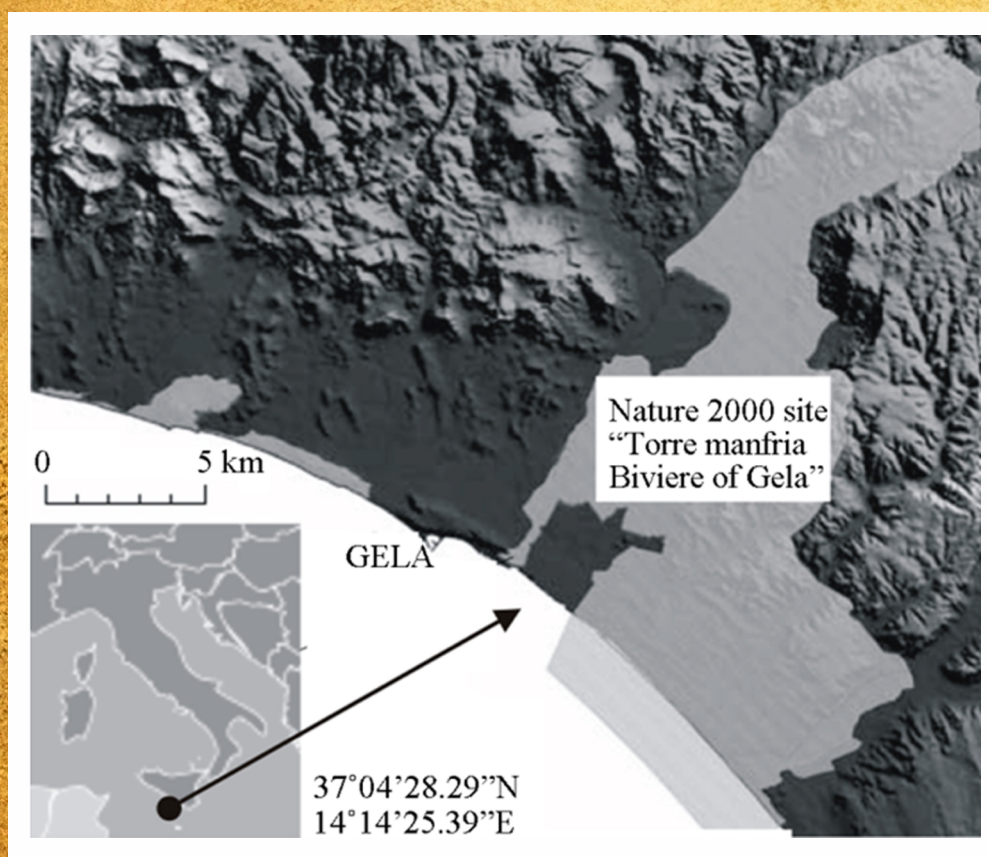 Nature 2000 site
“Torre manfria
Biviere of Gela”
0 5 km
GELA
37°04’28.29”N
14°14’25.39”E